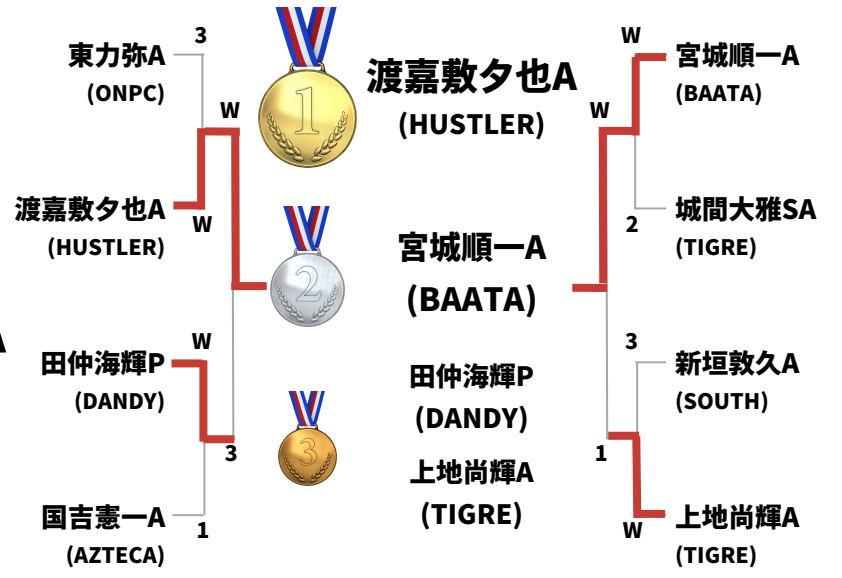 3
東力弥A
(ONPC)
W
渡嘉敷夕也A
(HUSTLER)
W
W
田仲海輝P
(DANDY)
3
国吉憲一A
(AZTECA)
1
1
渡嘉敷夕也A
(HUSTLER)
2
宮城順一A
(BAATA)
3
田仲海輝P
(DANDY)
上地尚輝A
(TIGRE)
W
宮城順一A
(BAATA)
W
城間大雅SA
(TIGRE)
2
3
新垣敦久A
(SOUTH)
1
上地尚輝A
(TIGRE)
W